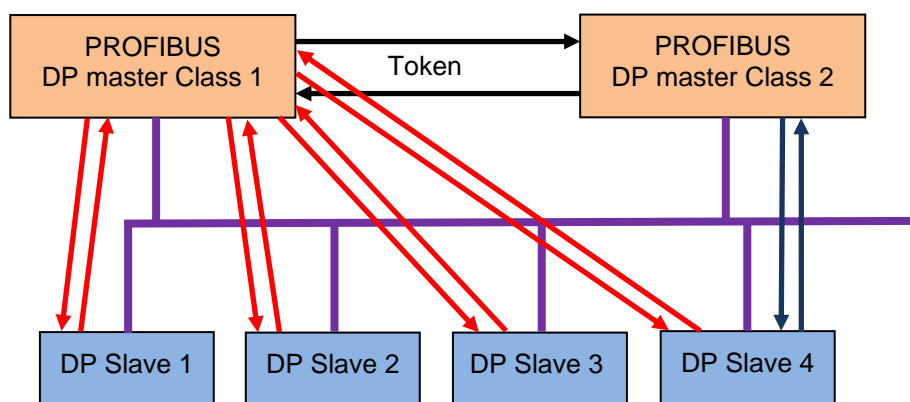 PROFIBUS
DP master Class 1
Token
PROFIBUS
DP master Class 2
DP Slave 1
DP Slave 2
DP Slave 3
DP Slave 4